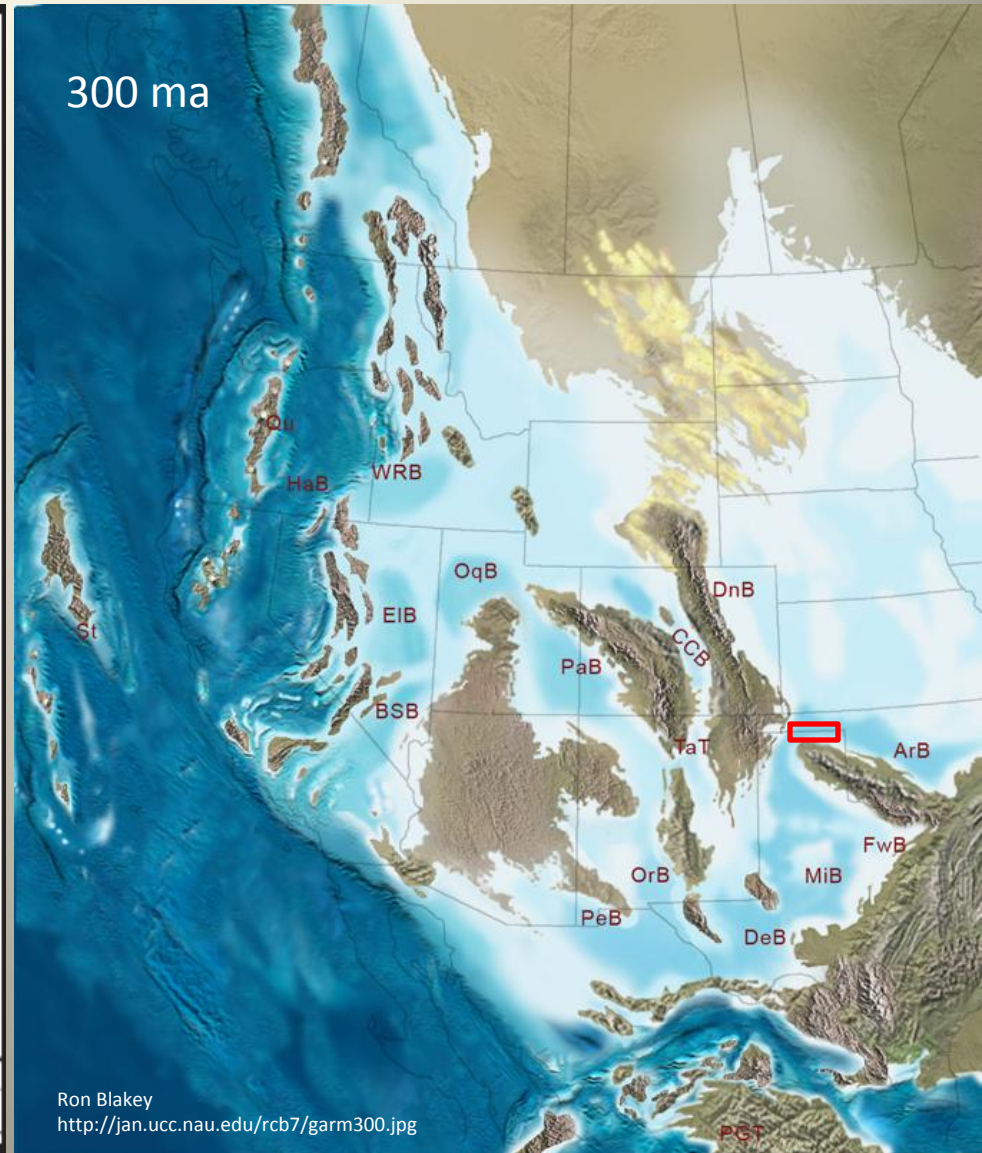 300 ma
Qu
HaB
WRB
OqB
DnB
ElB
CCB
St
PaB
BSB
TaT
ArB
FwB
OrB
MiB
PeB
DeB
Ron Blakey
http://jan.ucc.nau.edu/rcb7/garm300.jpg
PGT